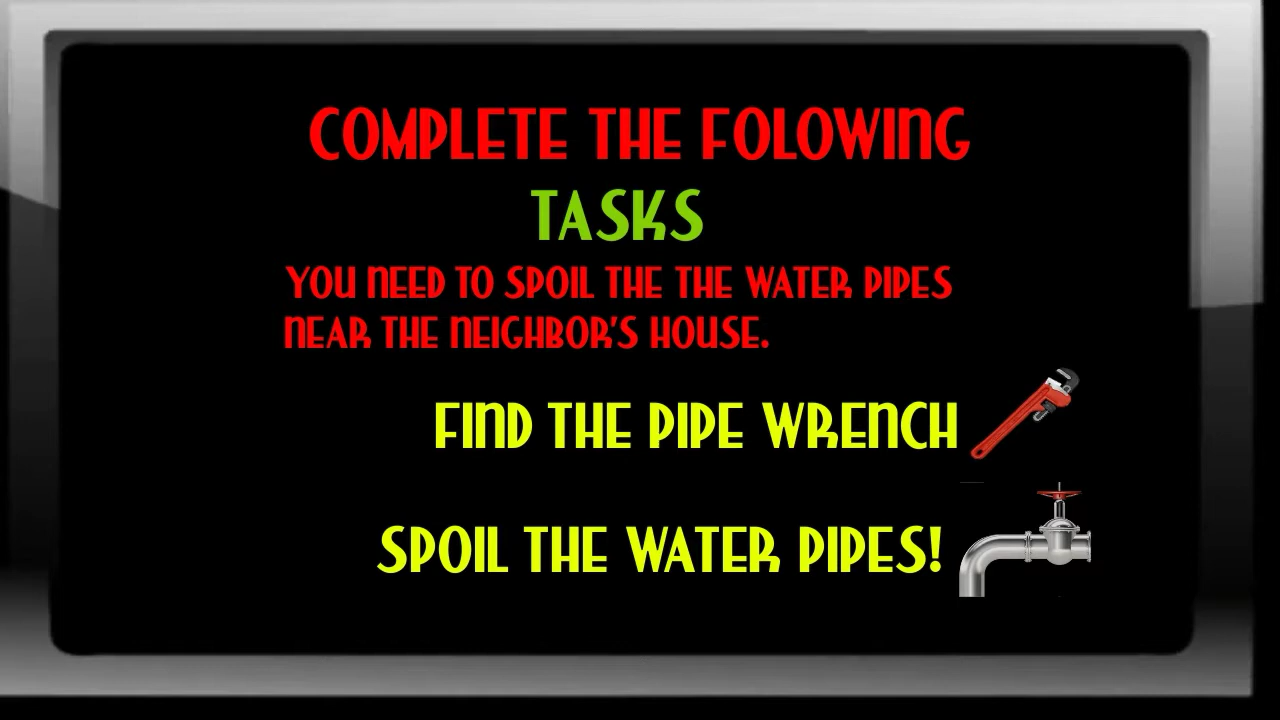 COMPLETE THE FOLOWING
TASKS
YOU NEED TO SPOIL THE THE WATER PIPES
NEAR THE NEIGHBOR'S HOUSE.
FIND THE PIPE WRENCH
SPOIL THE WATER PIPES!